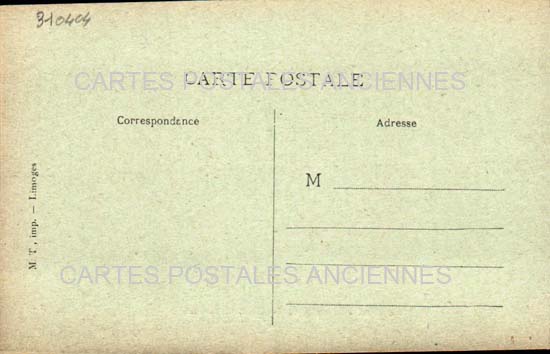 310404
CARTE POSTALE
CARTES POSTALES ANCIENNES
Correspondance
Adresse
M
M. T., imp. — Limoges
CARTES POSTALES ANCIENNES